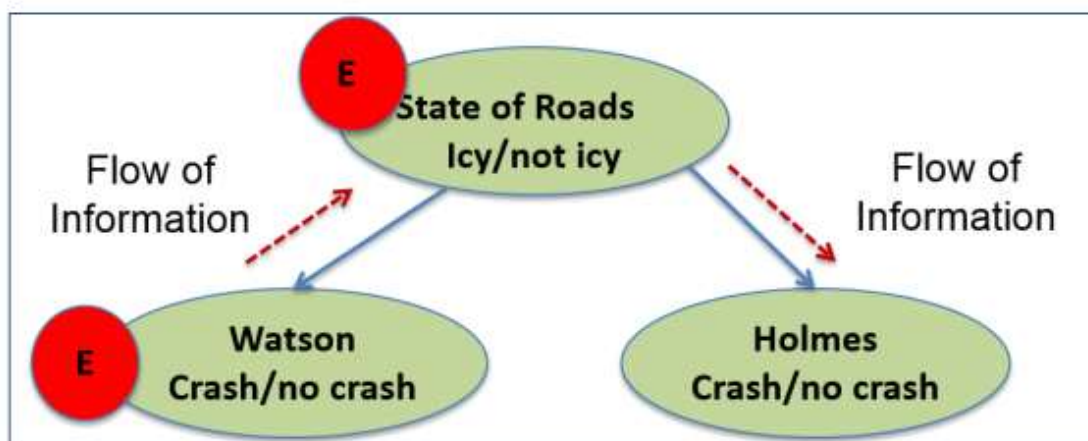 E
State of Roads
Icy/not icy
Flow of
Information
Flow of
Information
E
Watson
Crash/no crash
Holmes
Crash/no crash